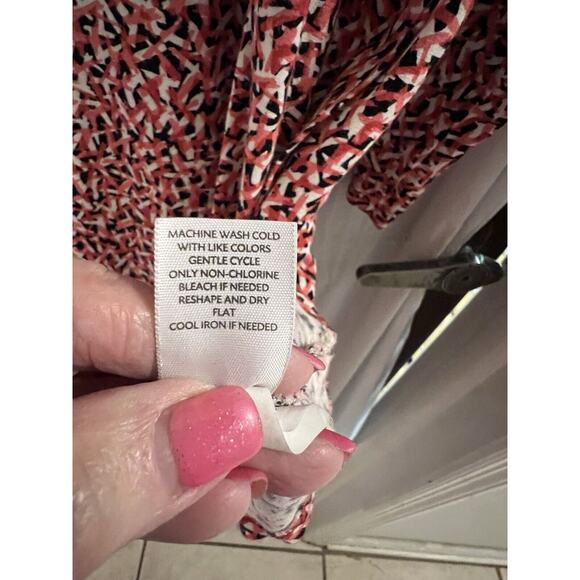 MACHINE WASH COLD
WITH LIKE COLORS
GENTLE CYCLE
ONLY NON-CHLORINE
BLEACH IF NEEDED
RESHAPE AND DRY
FLAT
COOL IRON IF NEEDED